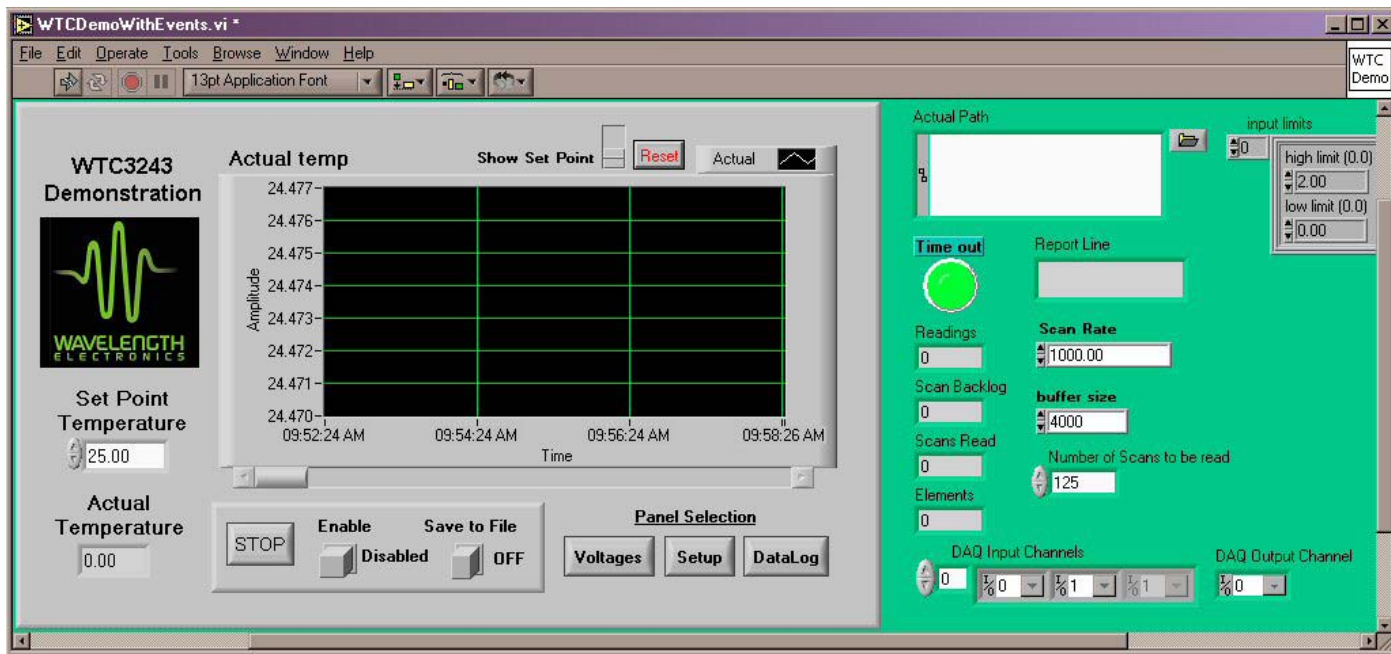 WTCDemoWithEvents.vi *
File Edit Operate Tools Browse Window Help
13pt Application Font
WTC
Demo
WTC3243
Demonstration
WAVELENGTH
ELECTRONICS
Set Point
Temperature
25.00
Actual
Temperature
0.00
Actual temp
Show Set Point
Reset
Actual
Amplitude
24.477
24.476
24.475
24.474
24.473
24.472
24.471
24.470
09:52:24 AM 09:54:24 AM 09:56:24 AM 09:58:26 AM
Time
STOP
Enable
Disabled
Save to File
OFF
Panel Selection
Voltages Setup DataLog
Actual Path
input limits
0
high limit (0.0)
2.00
low limit (0.0)
0.00
Time out
Report Line
Readings
0
Scan Rate
1000.00
Scan Backlog
0
buffer size
4000
Scans Read
0
Number of Scans to be read
125
Elements
0
DAQ Input Channels
0 I/O 0 I/O 1 I/O 1
DAQ Output Channel
I/O 0